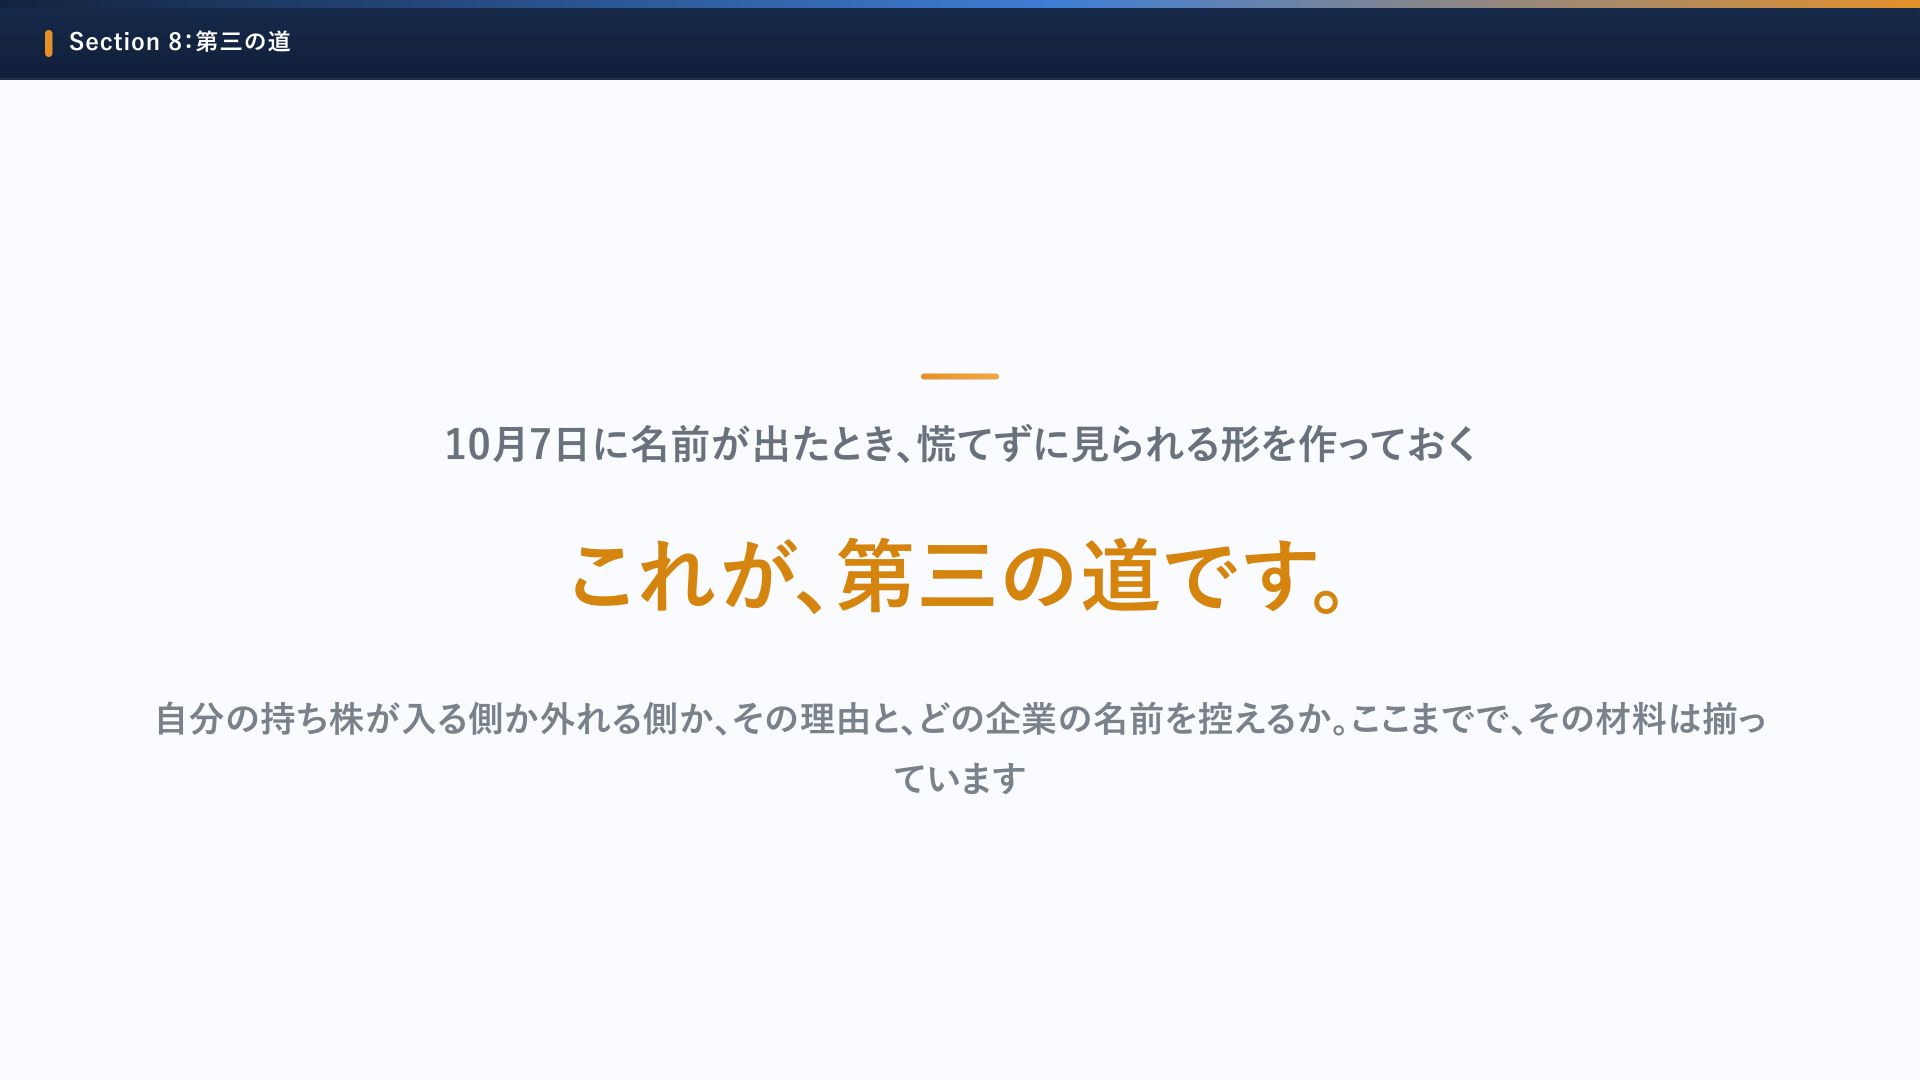 Section 8：第三の道
10月7日に名前が出たとき、慌てずに見られる形を作っておく
これが、第三の道です。
自分の持ち株が入る側か外れる側か、その理由と、どの企業の名前を控えるか。ここまでで、その材料は揃っ
ています